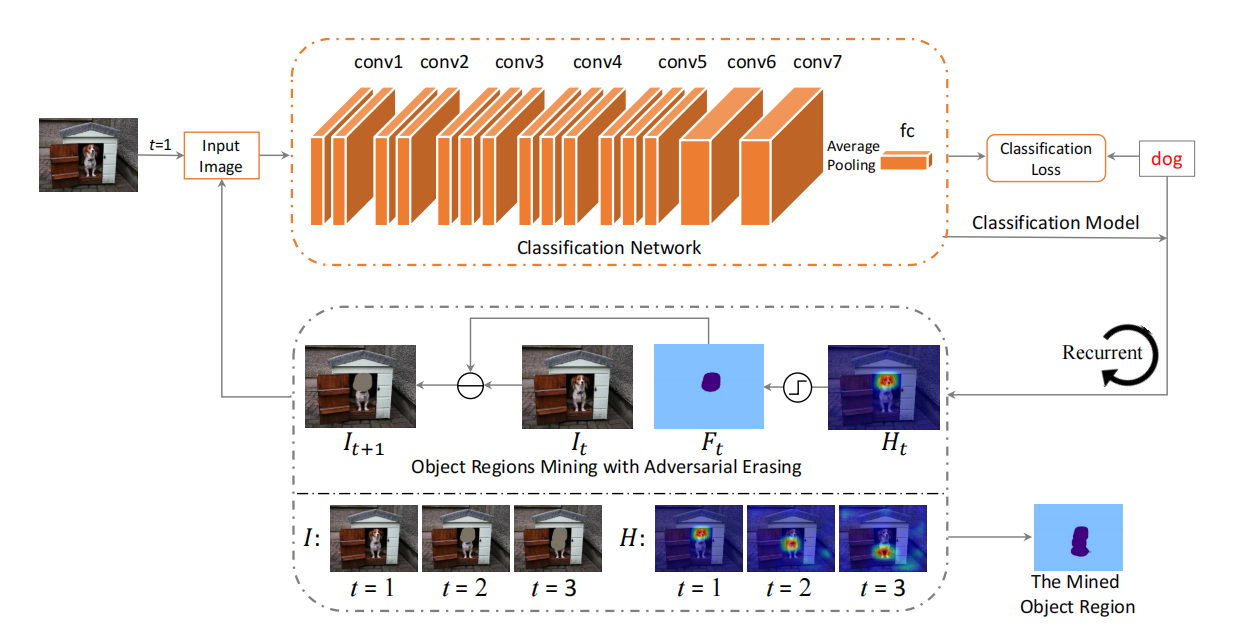 conv1 conv2 conv3 conv4 conv5 conv6 conv7
fc
t=1
Input
Image
Average
Pooling
Classification
Loss
dog
Classification Network
Classification Model
Recurrent
I_{t+1} I_t F_t H_t
Object Regions Mining with Adversarial Erasing
I: H:
t = 1 t = 2 t = 3 t = 1 t = 2 t = 3
The Mined
Object Region